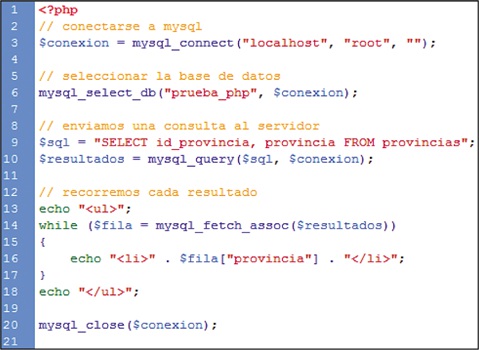 1 <?php
2 // conectarse a mysql
3 $conexion = mysql_connect("localhost", "root", "");
4
5 // seleccionar la base de datos
6 mysql_select_db("prueba_php", $conexion);
7
8 // enviamos una consulta al servidor
9 $sql = "SELECT id_provincia, provincia FROM provincias";
10 $resultados = mysql_query($sql, $conexion);
11
12 // recorremos cada resultado
13 echo "<ul>";
14 while ($fila = mysql_fetch_assoc($resultados))
15 {
16 echo "<li>" . $fila["provincia"] . "</li>";
17 }
18 echo "</ul>";
19
20 mysql_close($conexion);
21